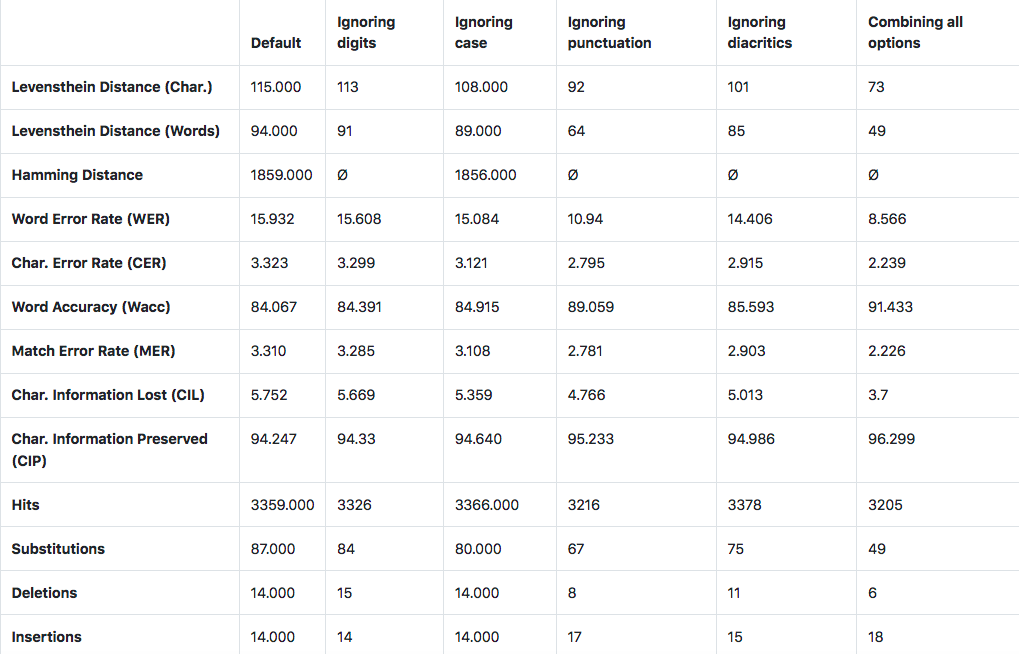 Default Ignoring digits Ignoring case Ignoring punctuation Ignoring diacritics Combining all options
Levensthein Distance (Char.) 115.000 113 108.000 92 101 73
Levensthein Distance (Words) 94.000 91 89.000 64 85 49
Hamming Distance 1859.000 Ø 1856.000 Ø Ø Ø
Word Error Rate (WER) 15.932 15.608 15.084 10.94 14.406 8.566
Char. Error Rate (CER) 3.323 3.299 3.121 2.795 2.915 2.239
Word Accuracy (Wacc) 84.067 84.391 84.915 89.059 85.593 91.433
Match Error Rate (MER) 3.310 3.285 3.108 2.781 2.903 2.226
Char. Information Lost (CIL) 5.752 5.669 5.359 4.766 5.013 3.7
Char. Information Preserved (CIP) 94.247 94.33 94.640 95.233 94.986 96.299
Hits 3359.000 3326 3366.000 3216 3378 3205
Substitutions 87.000 84 80.000 67 75 49
Deletions 14.000 15 14.000 8 11 6
Insertions 14.000 14 14.000 17 15 18